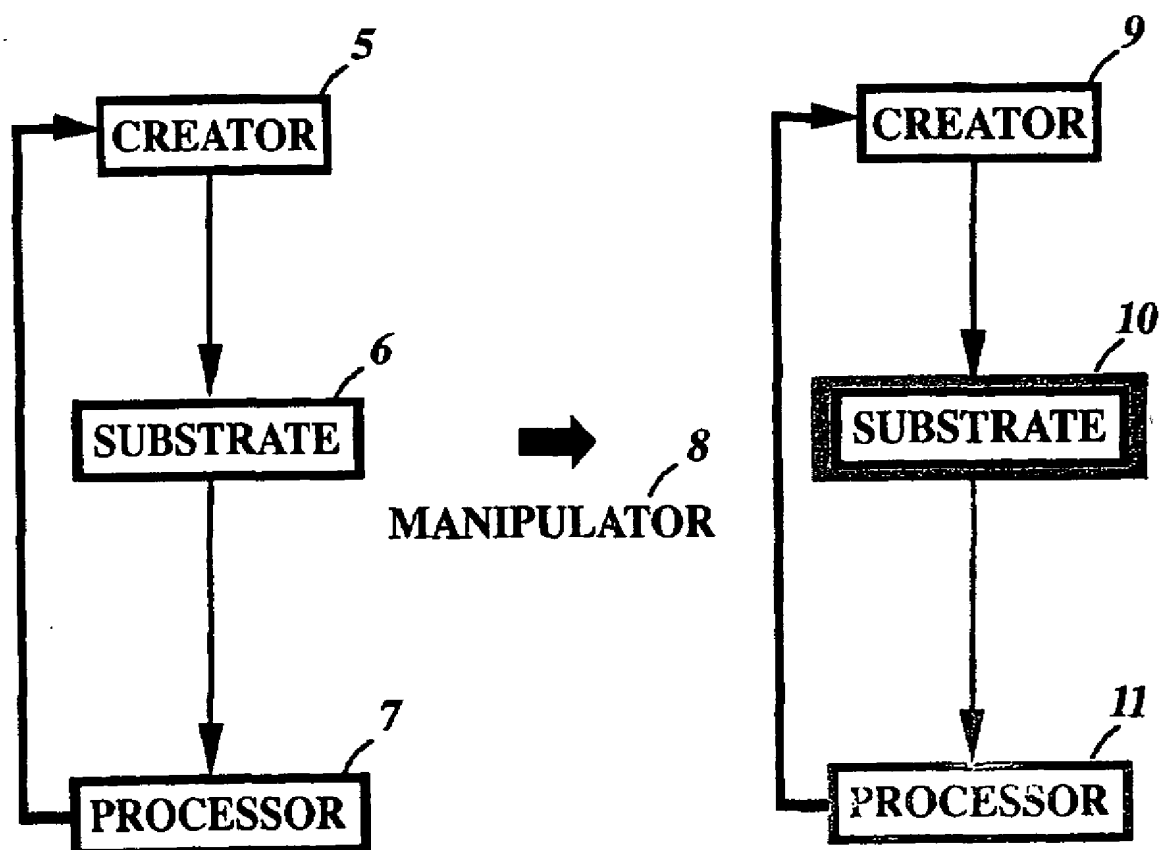 5
CREATOR
6
SUBSTRATE
7
PROCESSOR
8
MANIPULATOR
9
CREATOR
10
SUBSTRATE
11
PROCESSOR